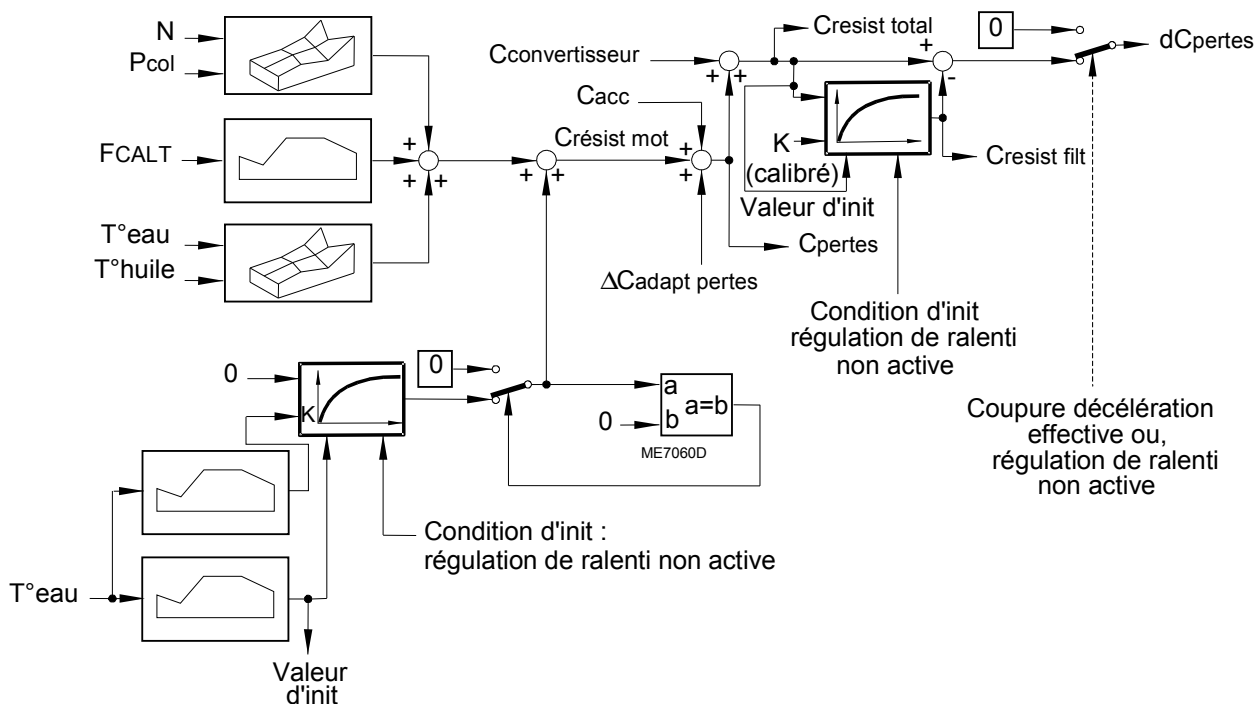 N
Pcol
FCALT
T°eau
T°huile
+
+
+
+
+
Crésist mot
Cacc
+
+
ΔCadapt pertes
Cpertes
Cconvertisseur
+
+
Cresist total
K
(calibré)
Valeur d'init
+
-
Cresist filt
0
dCpertes
Condition d'init
régulation de ralenti
non active
Coupure décélération
effective ou,
régulation de ralenti
non active
0
K
0
a
b
a=b
0
ME7060D
Condition d'init :
régulation de ralenti non active
T°eau
Valeur
d'init